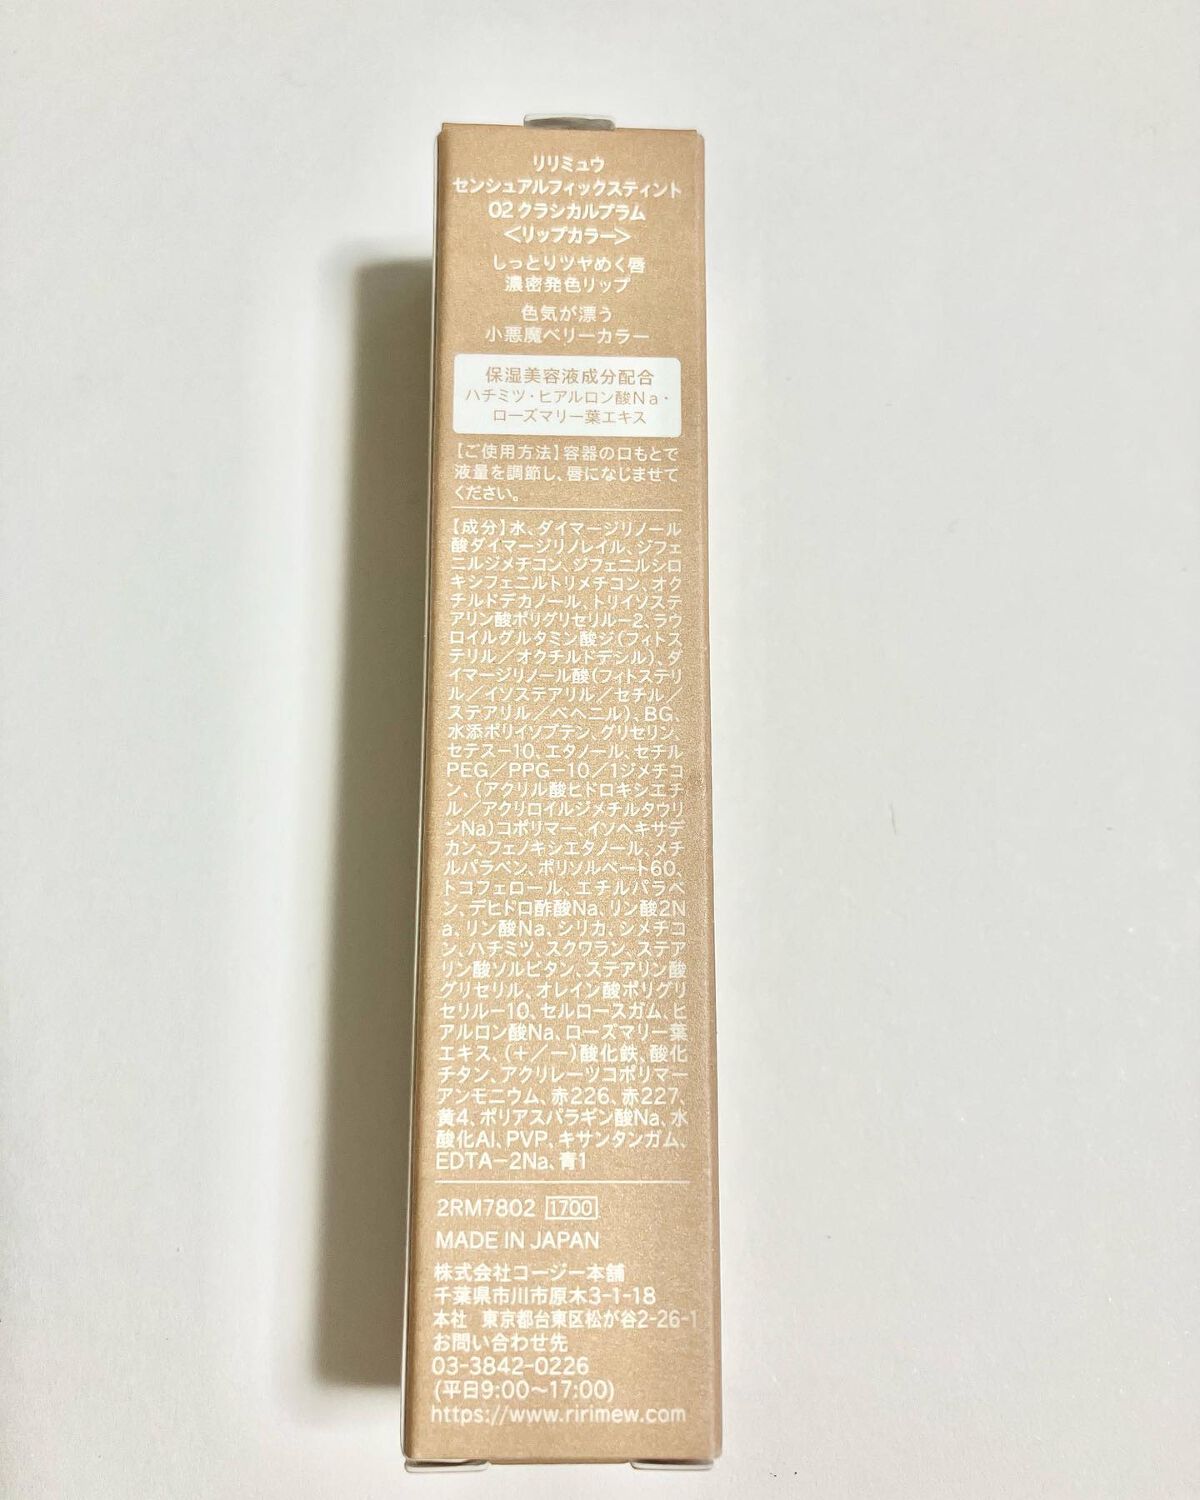 リリミュウ
センシュアルフィックスティント
02 クラシカルプラム
＜リップカラー＞
しっとりツヤめく唇
濃密発色リップ
色気が漂う
小悪魔ベリーカラー
保湿美容液成分配合
ハチミツ・ヒアルロン酸Na・
ローズマリー葉エキス
【ご使用方法】容器の口もとで
液量を調節し、唇になじませて
ください。
【成分】水、ダイマージリノール
酸ダイマージリノレイル、ジフェ
ニルジメチコン、ジフェニルシロ
キシフェニルトリメチコン、オク
チルドデカノール、トリイソステ
アリン酸ポリグリセリル－2、ラウ
ロイルグルタミン酸ジ（フィトス
テリル／オクチルドデシル）、ダ
イマージリノール酸（フィトステリ
ル／イソステアリル／セチル／
ステアリル／ベヘニル）、BG、
水添ポリイソブテン、グリセリン、
セテス－10、エタノール、セチル
PEG／PPG－10／1ジメチコ
ン、（アクリル酸ヒドロキシエチ
ル／アクリロイルジメチルタウリ
ンNa）コポリマー、イソヘキサデ
カン、フェノキシエタノール、メチ
ルパラベン、ポリソルベート60、
トコフェロール、エチルパラベ
ン、デヒドロ酢酸Na、リン酸2N
a、リン酸Na、シリカ、シメチコ
ン、ハチミツ、スクワラン、ステア
リン酸ソルビタン、ステアリン酸
グリセリル、オレイン酸ポリグリ
セリル－10、セルロースガム、ヒ
アルロン酸Na、ローズマリー葉
エキス、（＋／－）酸化鉄、酸化
チタン、アクリレーツコポリマー
アンモニウム、赤226、赤227、
黄4、ポリアスパラギン酸Na、水
酸化Al、PVP、キサンタンガム、
EDTA－2Na、青1
2RM7802 1700
MADE IN JAPAN
株式会社コージー本舗
千葉県市川市原木3-1-18
本社 東京都台東区松が谷2-26-1
お問い合わせ先
03-3842-0226
(平日9:00～17:00)
https://www.ririmew.com